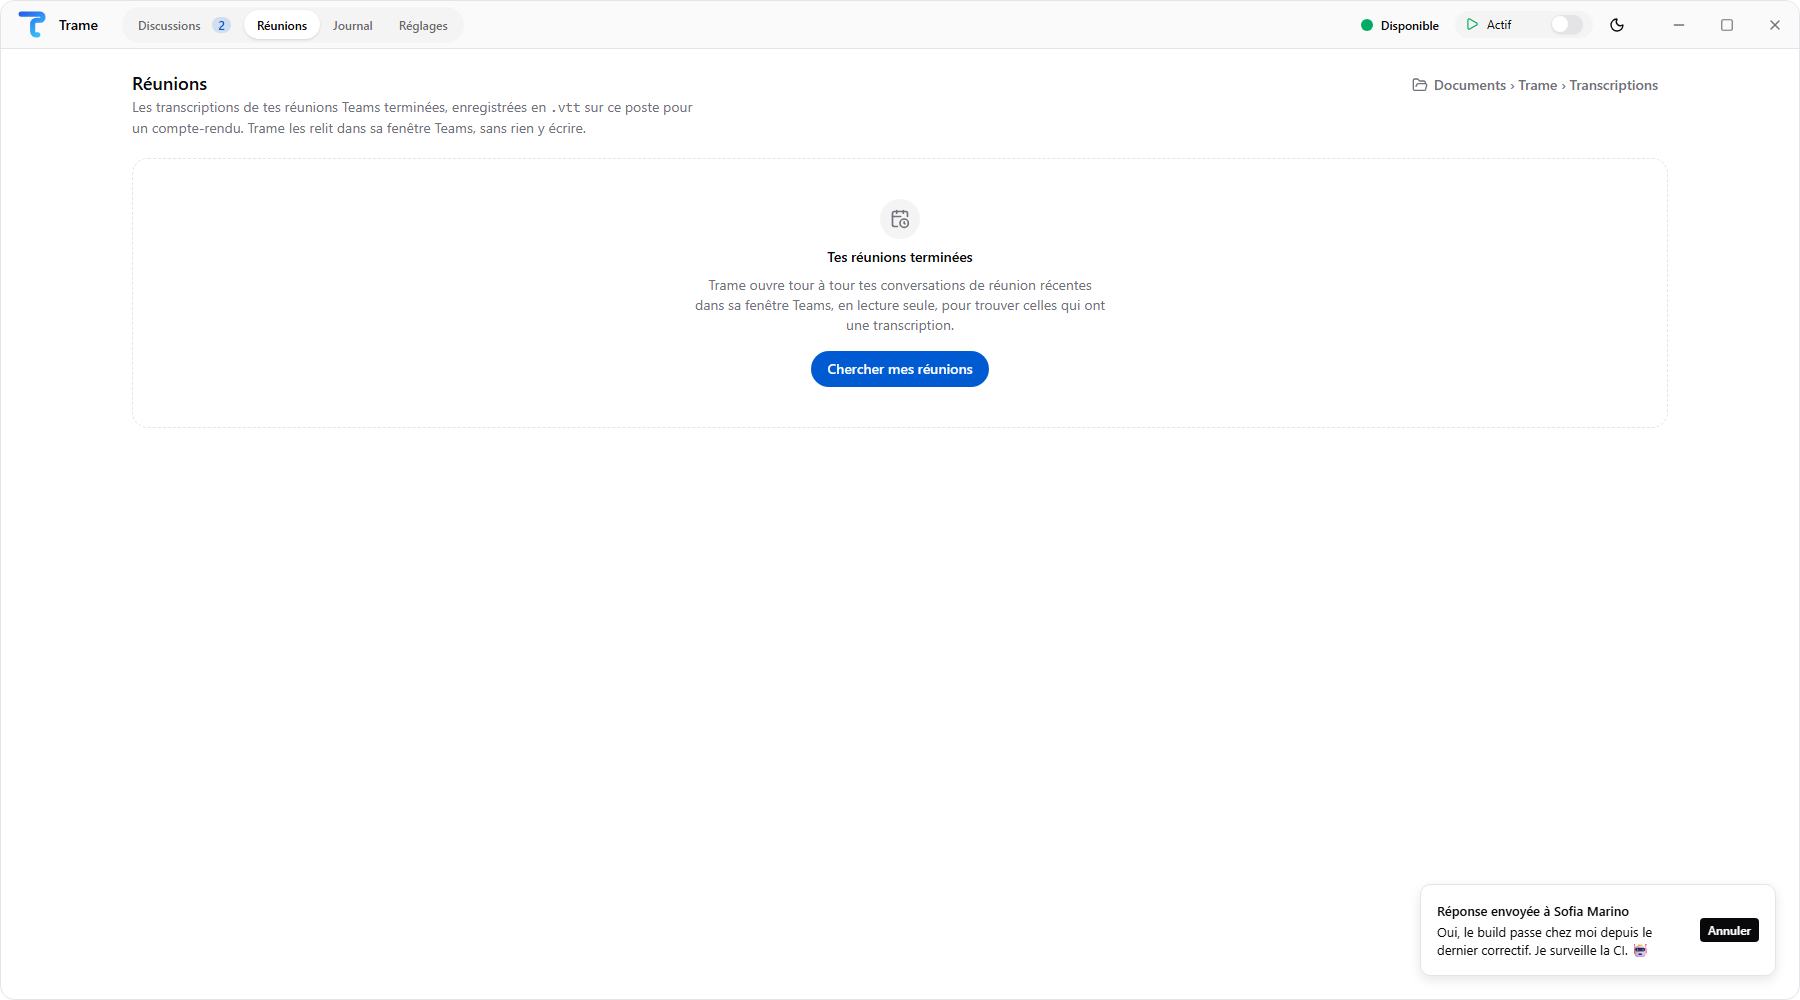 Trame
Discussions 2
Réunions
Journal
Réglages
Disponible
Actif
Réunions
Documents › Trame › Transcriptions
Les transcriptions de tes réunions Teams terminées, enregistrées en .vtt sur ce poste pour
un compte-rendu. Trame les relit dans sa fenêtre Teams, sans rien y écrire.
Tes réunions terminées
Trame ouvre tour à tour tes conversations de réunion récentes
dans sa fenêtre Teams, en lecture seule, pour trouver celles qui ont
une transcription.
Chercher mes réunions
Réponse envoyée à Sofia Marino
Oui, le build passe chez moi depuis le
dernier correctif. Je surveille la CI.
Annuler